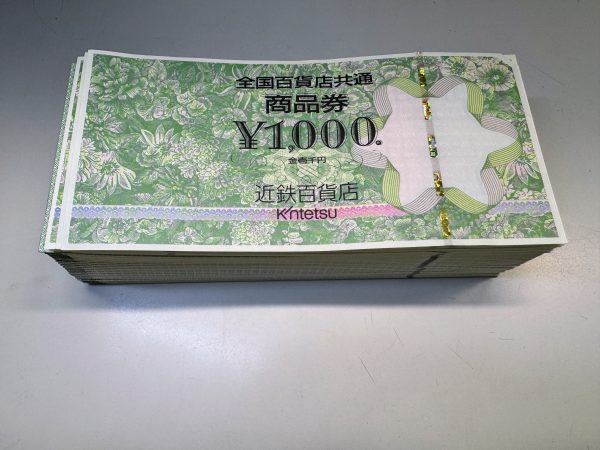 全国百貨店共通
商品券
¥1,000.
金壱千円
近鉄百貨店
Kintetsu